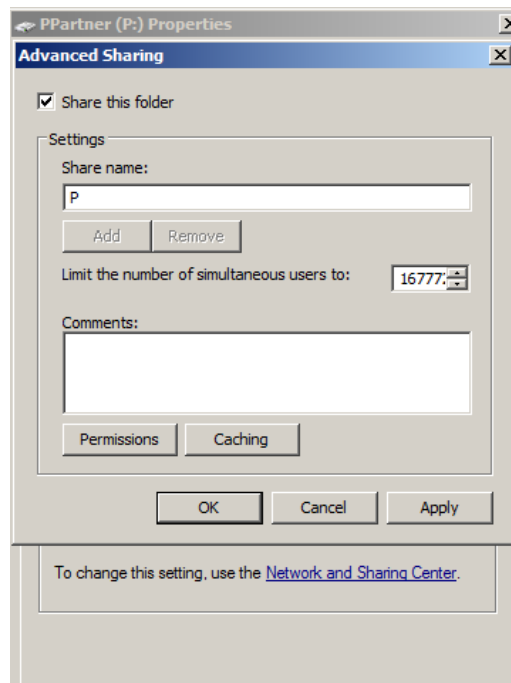 PPartner (P:) Properties
Advanced Sharing
Share this folder
Settings
Share name:
P
Add Remove
Limit the number of simultaneous users to:
Comments:
Permissions Caching
OK Cancel Apply
To change this setting, use the Network and Sharing Center.